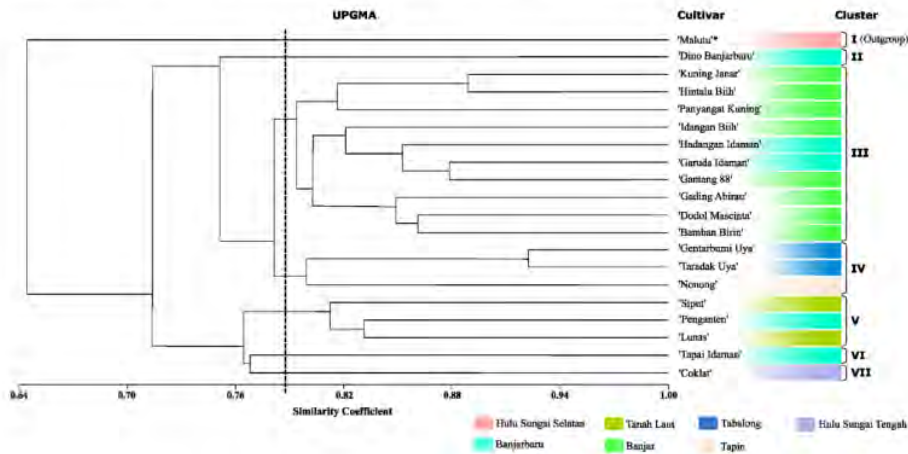 UPGMA Cultivar Cluster
'Malutu'* I (Outgroup)
'Dino Banjarbaru' II
'Kuning Janar'
'Hintalu Biih'
'Panyangat Kuning'
'Idangan Biih'
'Hadangan Idaman'
III
'Garuda Idaman'
'Gantang 88'
'Gading Abirau'
'Dodol Mascinta'
'Bamban Birin'
'Gentarbumi Uya'
'Taradak Uya' IV
'Nonong'
'Siput'
'Penganten' V
'Lunas'
'Tapai Idaman' VI
'Coklat' VII
0.64 0.70 0.76 0.82 0.88 0.94 1.00
Similarity Coefficient
Hulu Sungai Selatan Tanah Laut Tabalong Hulu Sungai Tengah
Banjarbaru Banjar Tapin